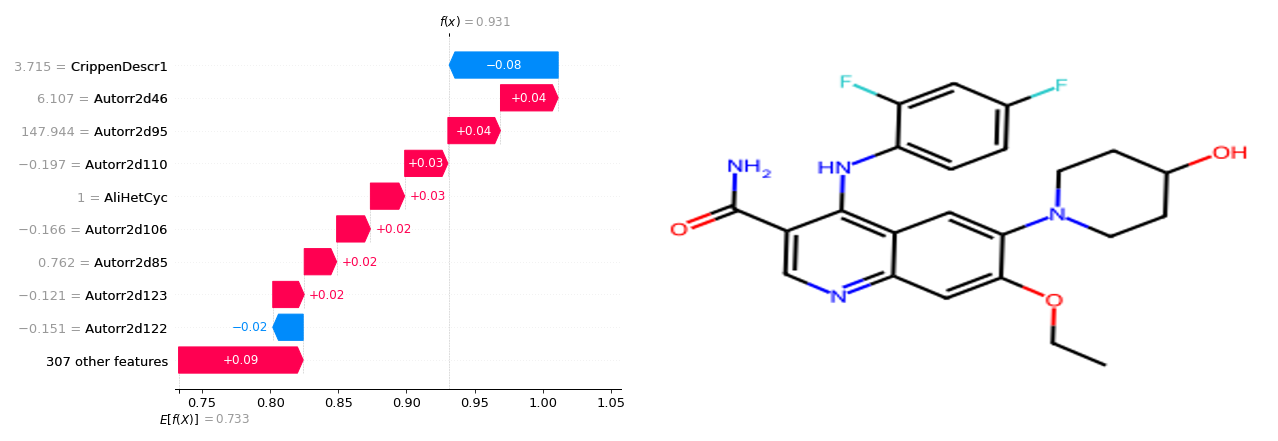 f(x) = 0.931
3.715 = CrippenDescr1
−0.08
6.107 = Autorr2d46
+0.04
147.944 = Autorr2d95
+0.04
−0.197 = Autorr2d110
+0.03
1 = AliHetCyc
+0.03
−0.166 = Autorr2d106
+0.02
0.762 = Autorr2d85
+0.02
−0.121 = Autorr2d123
+0.02
−0.151 = Autorr2d122
−0.02
307 other features
+0.09
0.75 0.80 0.85 0.90 0.95 1.00 1.05
E[f(X)] = 0.733
F
F
NH₂
HN
OH
O
N
N
O